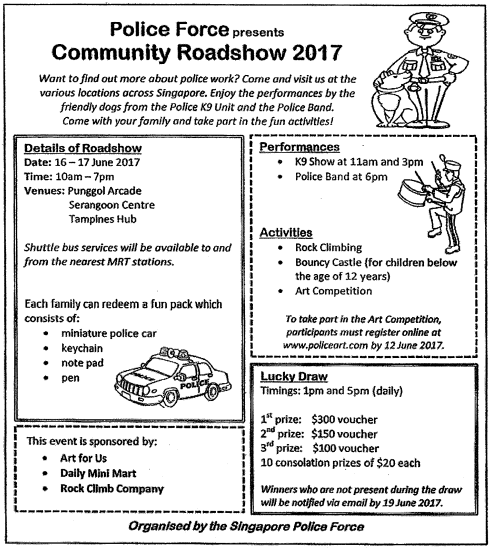 Police Force presents
Community Roadshow 2017
Want to find out more about police work? Come and visit us at the
various locations across Singapore. Enjoy the performances by the
friendly dogs from the Police K9 Unit and the Police Band.
Come with your family and take part in the fun activities!
Details of Roadshow
Date: 16 – 17 June 2017
Time: 10am – 7pm
Venues: Punggol Arcade
Serangoon Centre
Tampines Hub
Shuttle bus services will be available to and
from the nearest MRT stations.
Each family can redeem a fun pack which
consists of:
• miniature police car
• keychain
• note pad
• pen
POLICE
This event is sponsored by:
• Art for Us
• Daily Mini Mart
• Rock Climb Company
Performances
• K9 Show at 11am and 3pm
• Police Band at 6pm
Activities
• Rock Climbing
• Bouncy Castle (for children below
the age of 12 years)
• Art Competition
To take part in the Art Competition,
participants must register online at
www.policeart.com by 12 June 2017.
Lucky Draw
Timings: 1pm and 5pm (daily)
1st prize: $300 voucher
2nd prize: $150 voucher
3rd prize: $100 voucher
10 consolation prizes of $20 each
Winners who are not present during the draw
will be notified via email by 19 June 2017.
Organised by the Singapore Police Force